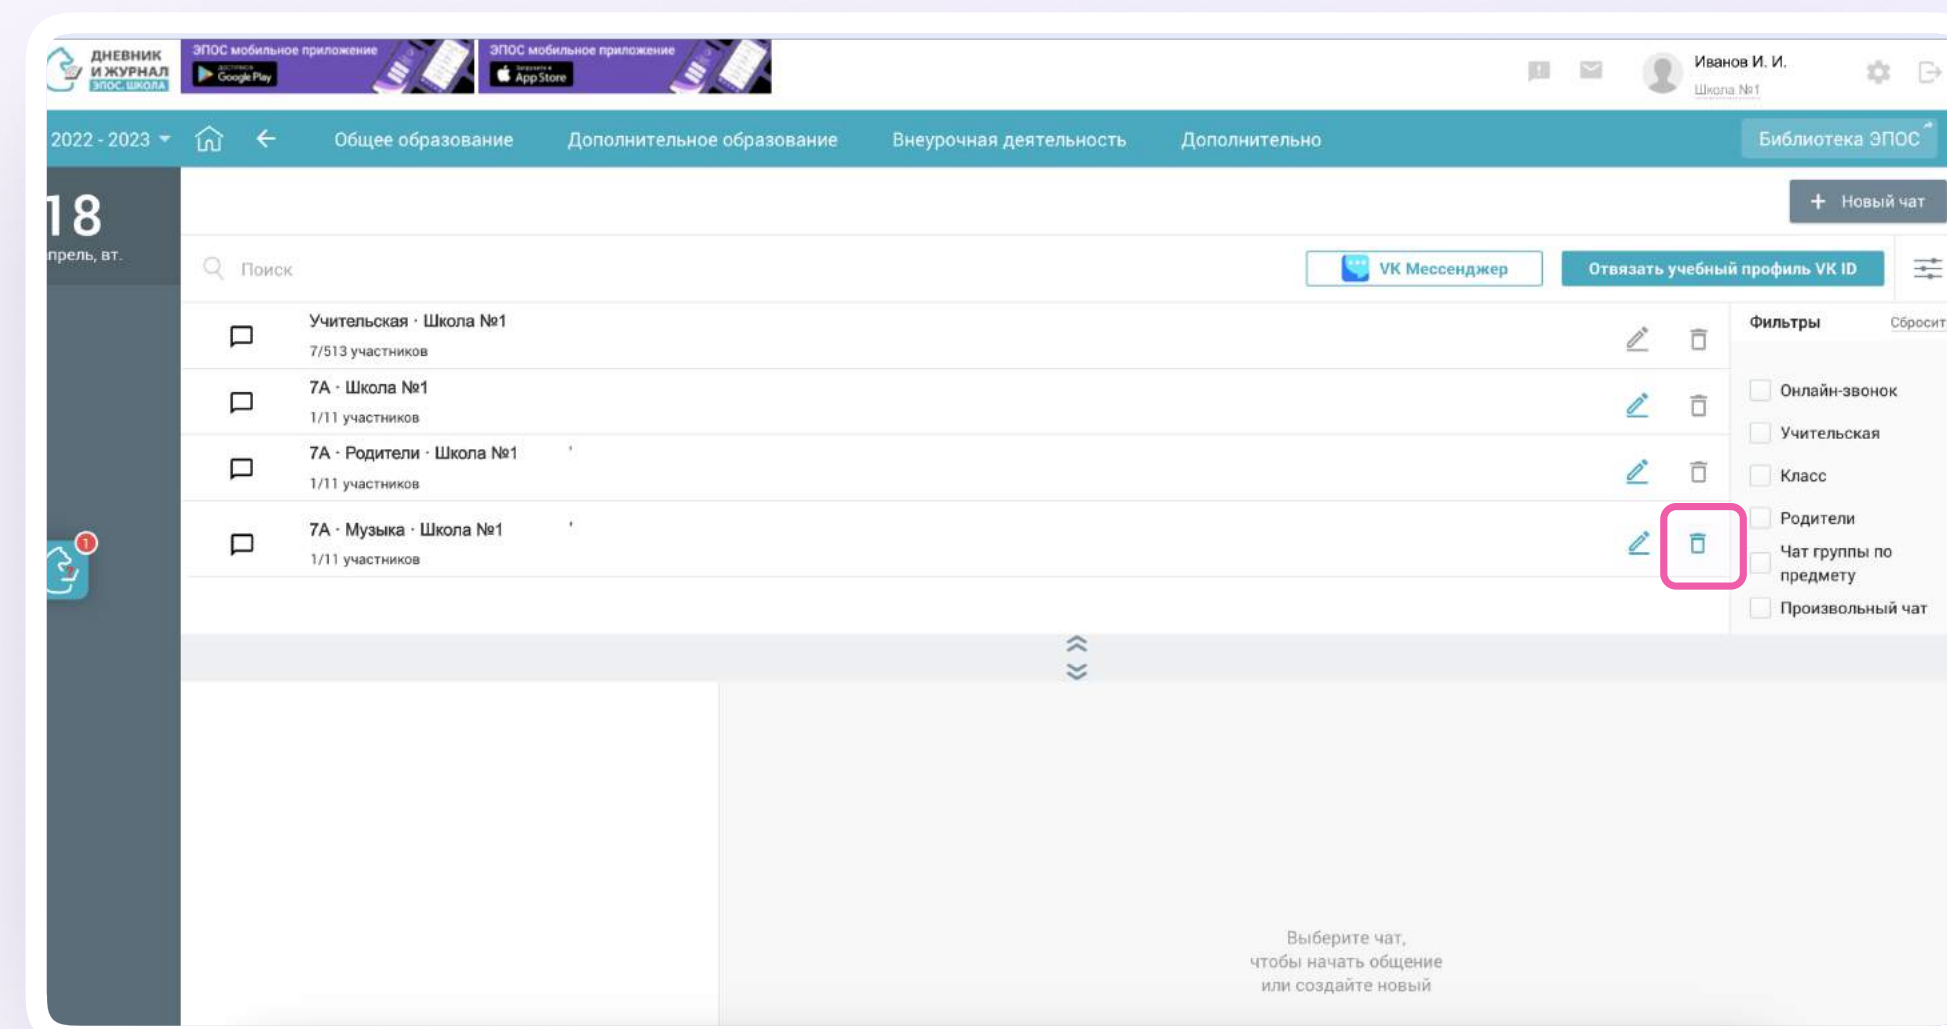 ДНЕВНИК
И ЖУРНАЛ
ЭПОС.ШКОЛА
ЭПОС мобильное приложение
Google Play
ЭПОС мобильное приложение
Загрузите в
App Store
Иванов И. И.
Школа №1
2022 - 2023
Общее образование
Дополнительное образование
Внеурочная деятельность
Дополнительно
Библиотека ЭПОС
18
прель, вт.
+ Новый чат
Поиск
VK Мессенджер
Отвязать учебный профиль VK ID
Учительская · Школа №1
7/513 участников
7А · Школа №1
1/11 участников
7А · Родители · Школа №1
1/11 участников
7А · Музыка · Школа №1
1/11 участников
Фильтры
Сбросит
Онлайн-звонок
Учительская
Класс
Родители
Чат группы по
предмету
Произвольный чат
1
Выберите чат,
чтобы начать общение
или создайте новый